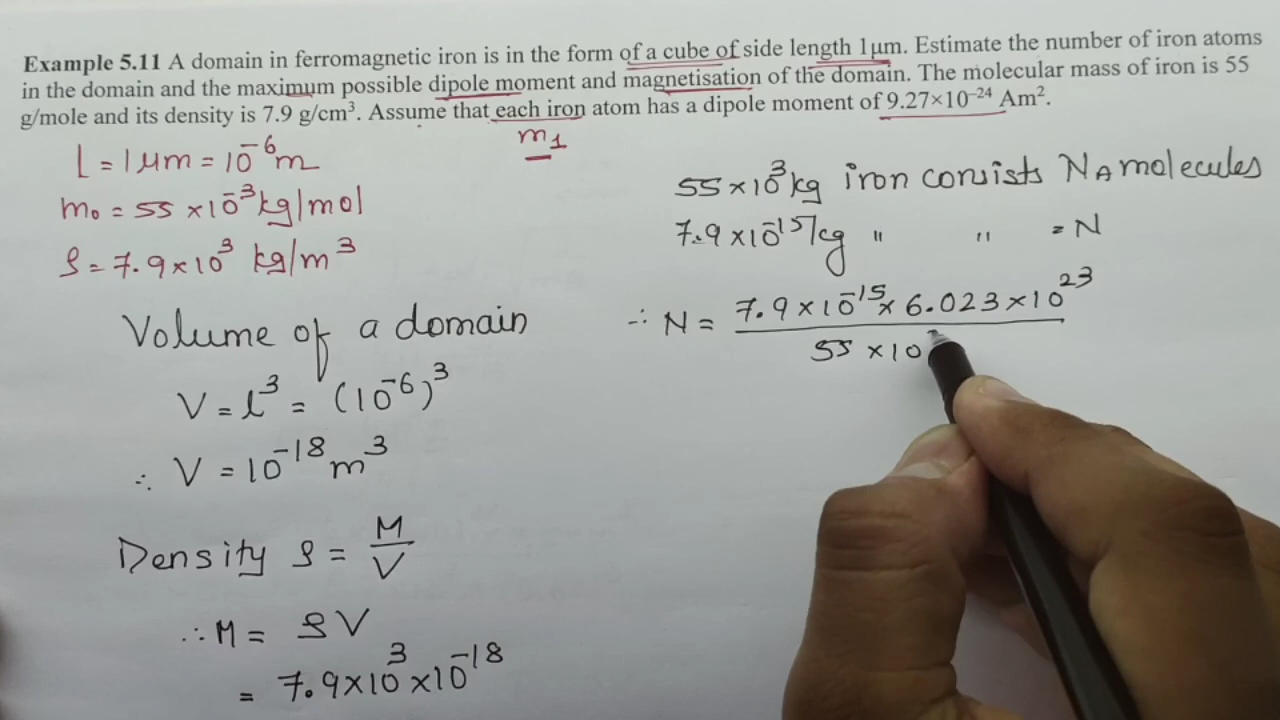 Example 5.11 A domain in ferromagnetic iron is in the form of a cube of side length 1μm. Estimate the number of iron atoms
in the domain and the maximum possible dipole moment and magnetisation of the domain. The molecular mass of iron is 55
g/mole and its density is 7.9 g/cm³. Assume that each iron atom has a dipole moment of 9.27×10⁻²⁴ Am².
m₁
l = 1 μm = 10⁻⁶ m
m₀ = 55 × 10⁻³ kg/mol
ρ = 7.9 × 10³ kg/m³
Volume of a domain
V = l³ = (10⁻⁶)³
∴ V = 10⁻¹⁸ m³
Density ρ = M/V
∴ M = ρV
= 7.9 × 10³ × 10⁻¹⁸
55 × 10⁻³ kg iron consists N_A molecules
7.9 × 10⁻¹⁵ kg " " = N
∴ N = 7.9 × 10⁻¹⁵ × 6.023 × 10²³
55 × 10